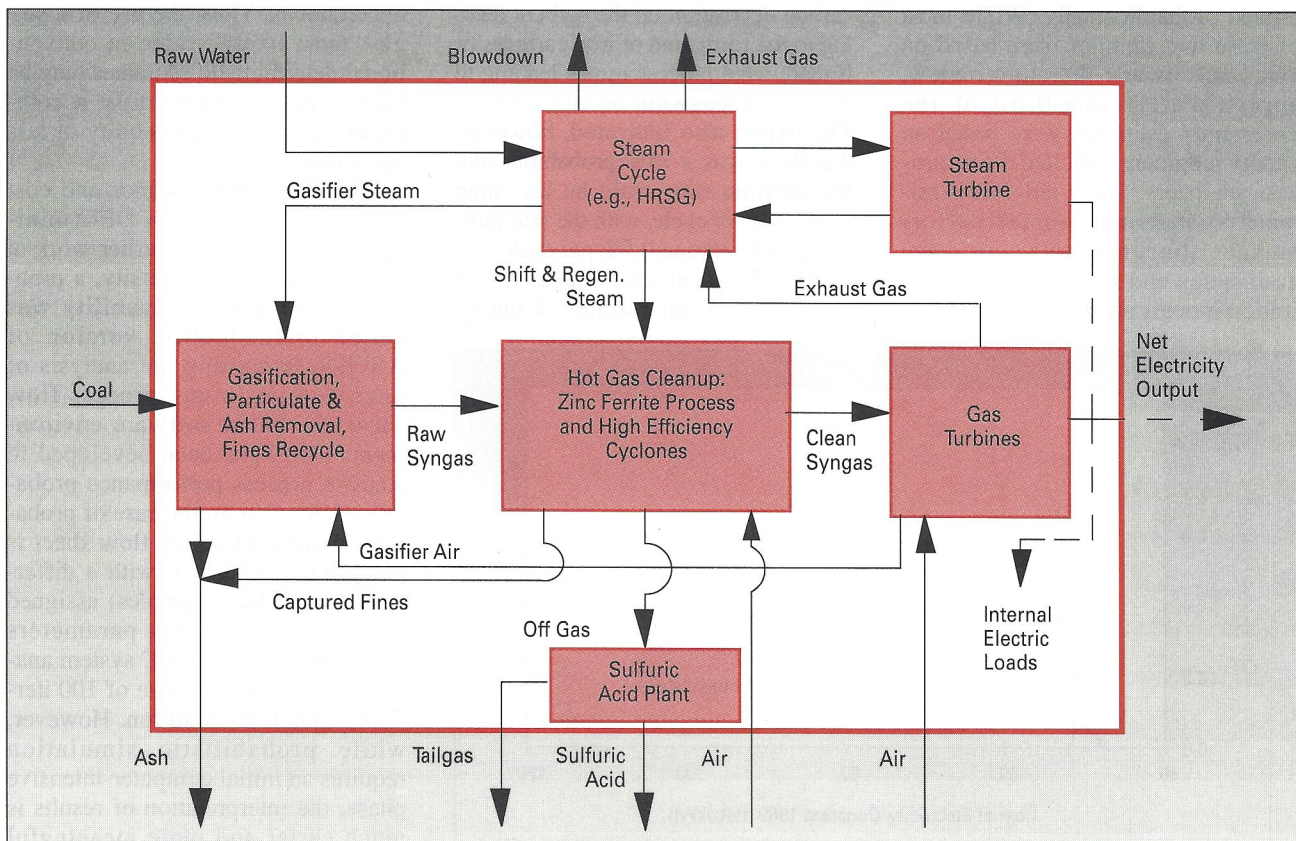 Raw Water
Blowdown
Exhaust Gas
Steam
Cycle
(e.g., HRSG)
Steam
Turbine
Gasifier Steam
Shift & Regen.
Steam
Exhaust Gas
Net
Electricity
Output
Coal
Gasification,
Particulate &
Ash Removal,
Fines Recycle
Raw
Syngas
Hot Gas Cleanup:
Zinc Ferrite Process
and High Efficiency
Cyclones
Clean
Syngas
Gas
Turbines
Gasifier Air
Captured Fines
Off Gas
Internal
Electric
Loads
Sulfuric
Acid Plant
Ash
Tailgas
Sulfuric
Acid
Air
Air